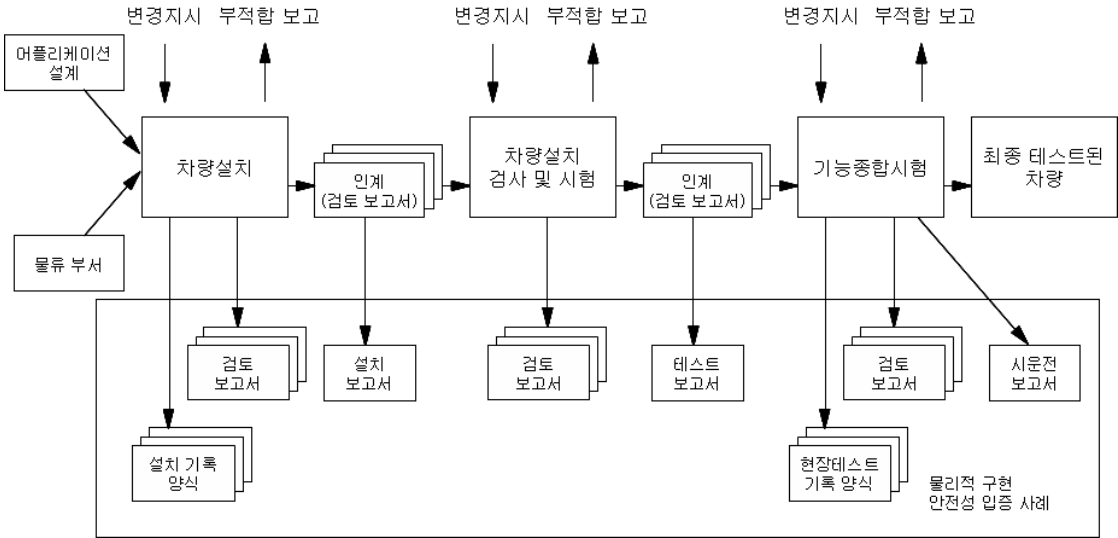 변경지시 부적합 보고
변경지시 부적합 보고
변경지시 부적합 보고
어플리케이션
설계
차량설치
인계
(검토 보고서)
차량설치
검사 및 시험
인계
(검토 보고서)
기능종합시험
최종 테스트된
차량
물류 부서
검토
보고서
설치
보고서
검토
보고서
테스트
보고서
검토
보고서
시운전
보고서
설치 기록
양식
현장테스트
기록 양식
물리적 구현
안전성 입증 사례